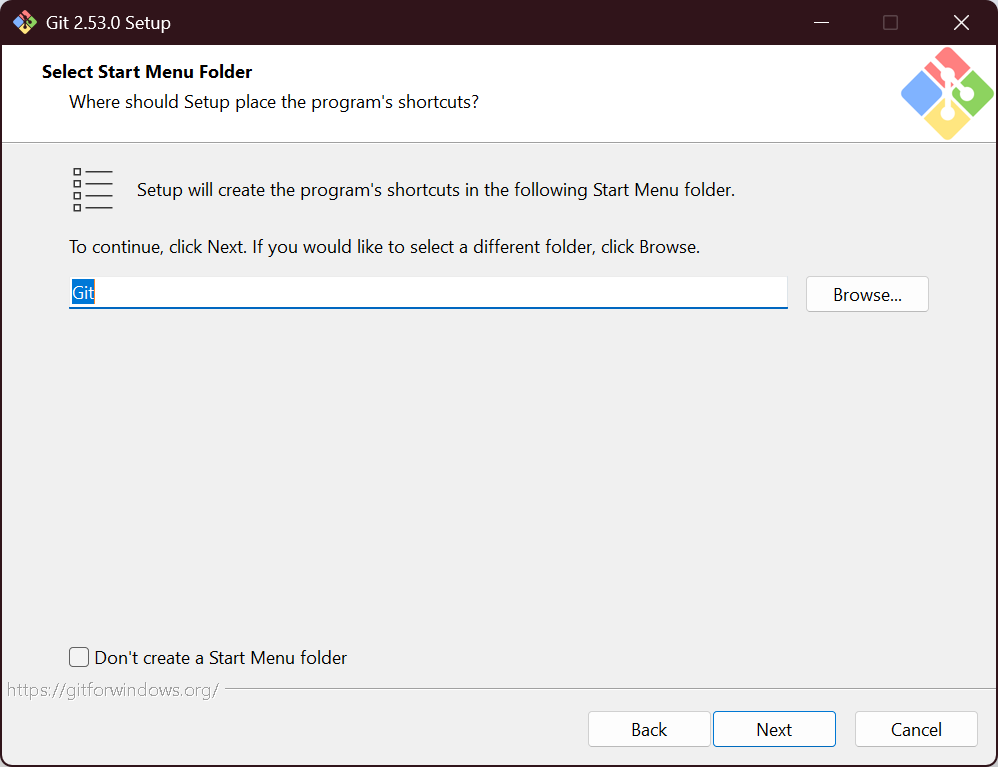 Git 2.53.0 Setup
Select Start Menu Folder
Where should Setup place the program's shortcuts?
Setup will create the program's shortcuts in the following Start Menu folder.
To continue, click Next. If you would like to select a different folder, click Browse.
Git
Browse...
Don't create a Start Menu folder
https://gitforwindows.org/
Back
Next
Cancel